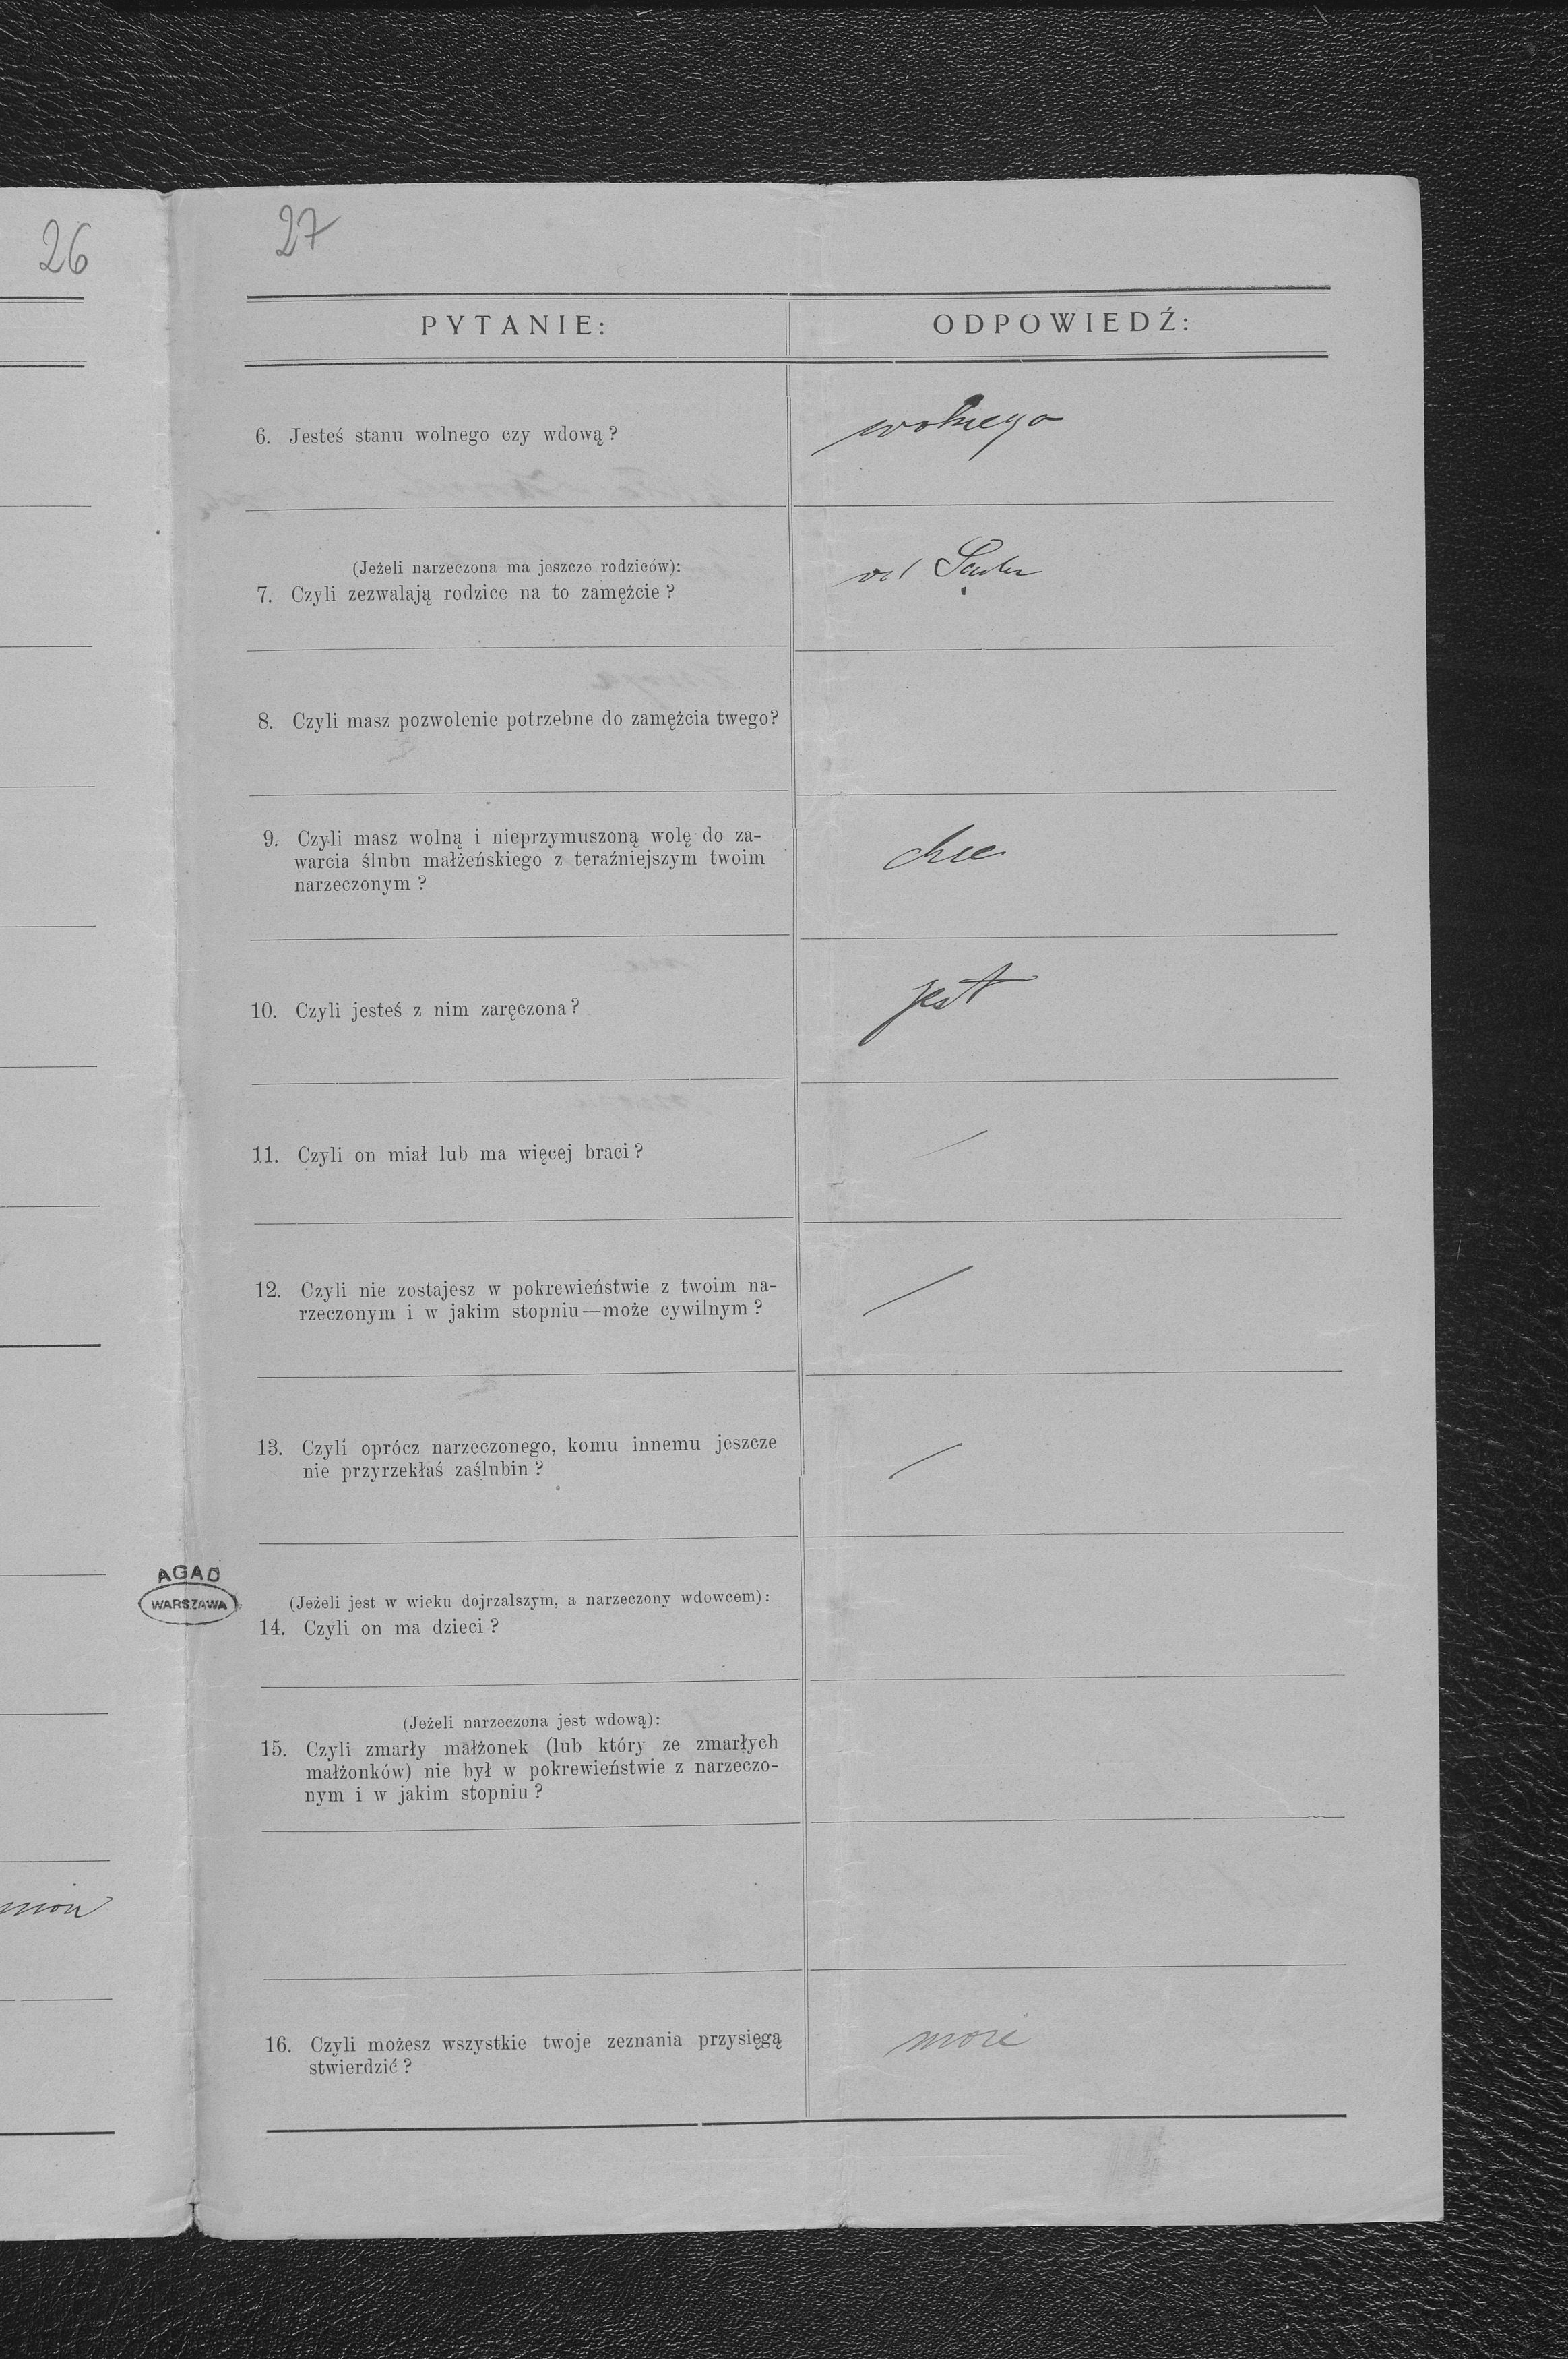 26
27
PYTANIE:
ODPOWIEDŹ:
6. Jesteś stanu wolnego czy wdową?
wolnego
(Jeżeli narzeczona ma jeszcze rodziców):
7. Czyli zezwalają rodzice na to zamężcie?
8. Czyli masz pozwolenie potrzebne do zamężcia twego?
9. Czyli masz wolną i nieprzymuszoną wolę do za-
warcia ślubu małżeńskiego z teraźniejszym twoim
narzeczonym?
chce
10. Czyli jesteś z nim zaręczona?
jest
11. Czyli on miał lub ma więcej braci?
12. Czyli nie zostajesz w pokrewieństwie z twoim na-
rzeczonym i w jakim stopniu—może cywilnym?
13. Czyli oprócz narzeczonego, komu innemu jeszcze
nie przyrzekłaś zaślubin?
AGAD
WARSZAWA
(Jeżeli jest w wieku dojrzalszym, a narzeczony wdowcem):
14. Czyli on ma dzieci?
(Jeżeli narzeczona jest wdową):
15. Czyli zmarły małżonek (lub który ze zmarłych
małżonków) nie był w pokrewieństwie z narzeczo-
nym i w jakim stopniu?
16. Czyli możesz wszystkie twoje zeznania przysięgą
stwierdzić?
może